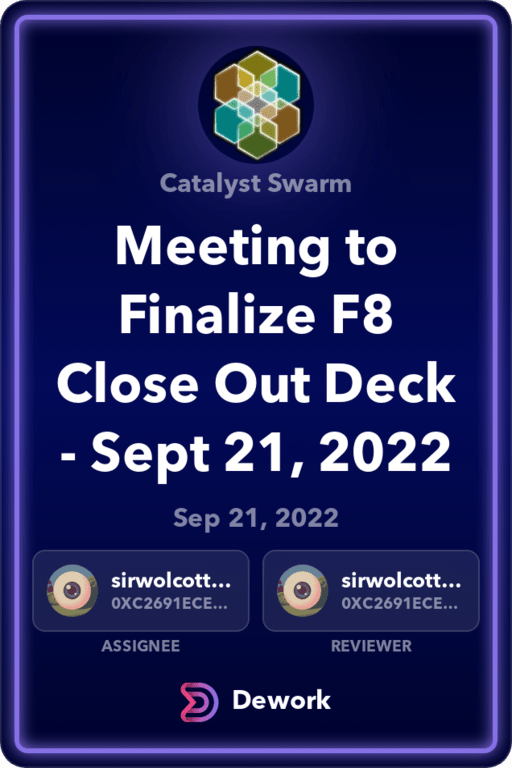 Catalyst Swarm
Meeting to
Finalize F8
Close Out Deck
- Sept 21, 2022
Sep 21, 2022
sirwolcott...
0XC2691ECE...
ASSIGNEE
sirwolcott...
0XC2691ECE...
REVIEWER
Dework